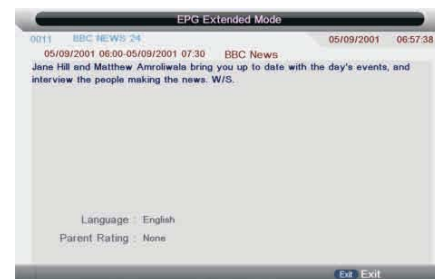 EPG Extended Mode
0011 BBC NEWS 24 05/09/2001 06:57:38
05/09/2001 06:00-05/09/2001 07:30 BBC News
Jane Hill and Matthew Amroliwala bring you up to date with the day's events, and
interview the people making the news. W/S.
Language : English
Parent Rating : None
Exit Exit